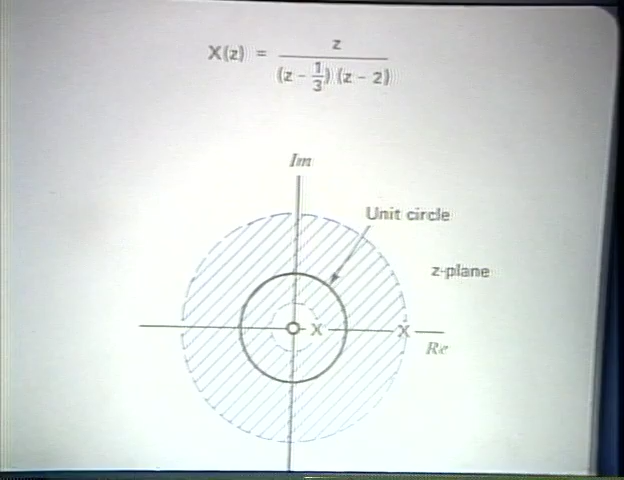 X(z) = z / (z - 1/3) (z - 2)
Im
Unit circle
z-plane
X
X
Re